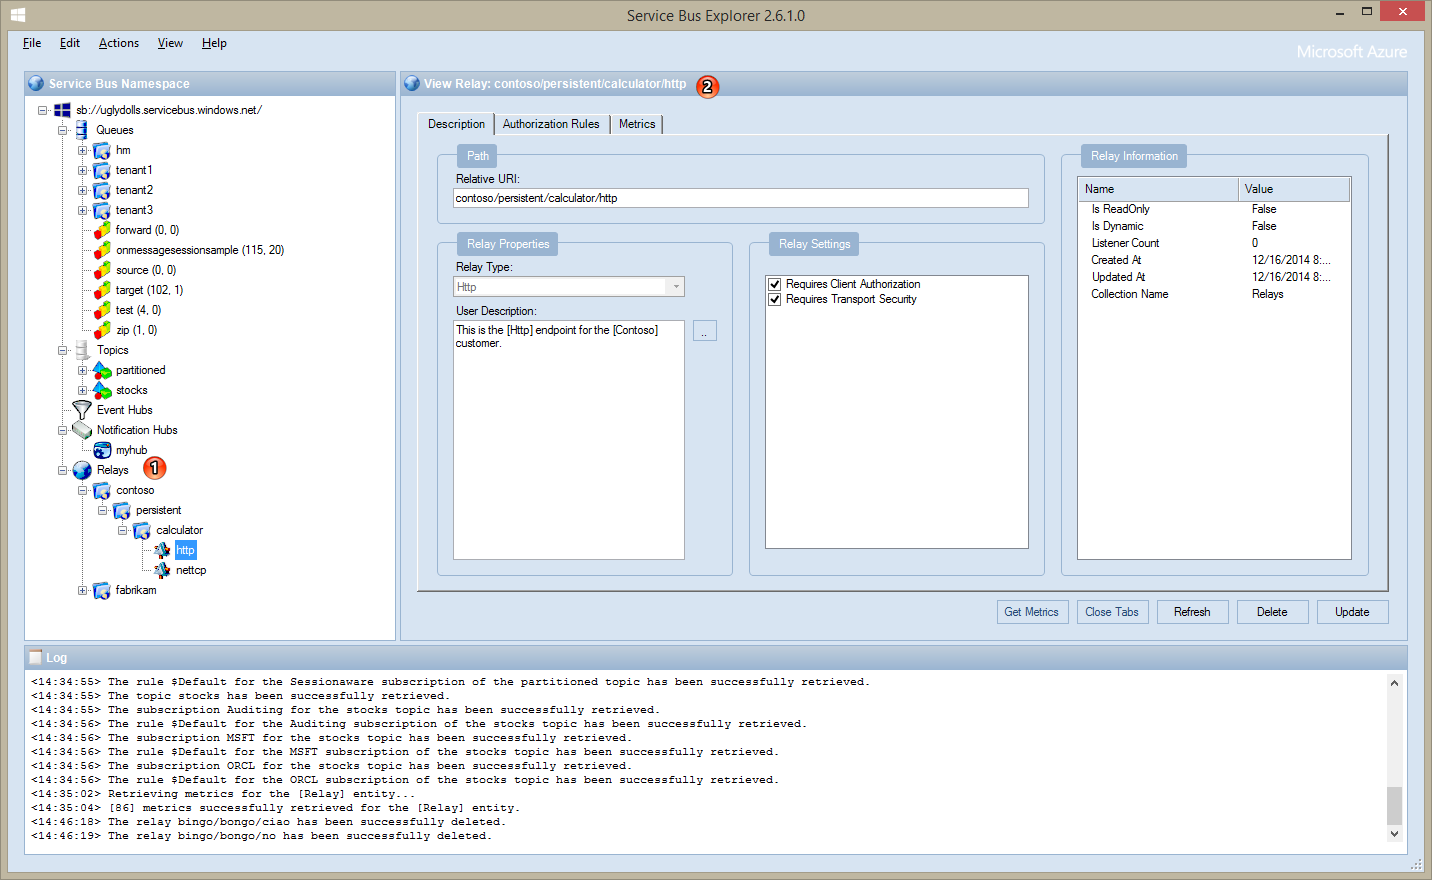 Service Bus Explorer 2.6.1.0
File Edit Actions View Help
Microsoft Azure
Service Bus Namespace
sb://uglydolls.servicebus.windows.net/
Queues
hm
tenant1
tenant2
tenant3
forward (0, 0)
onmessagesessionsample (115, 20)
source (0, 0)
target (102, 1)
test (4, 0)
zip (1, 0)
Topics
partitioned
stocks
Event Hubs
Notification Hubs
myhub
Relays 1
contoso
persistent
calculator
http
nettcp
fabrikam
View Relay: contoso/persistent/calculator/http 2
Description Authorization Rules Metrics
Path
Relative URI:
contoso/persistent/calculator/http
Relay Properties
Relay Type:
Http
User Description:
This is the [Http] endpoint for the [Contoso]
customer.
..
Relay Settings
Requires Client Authorization
Requires Transport Security
Relay Information
Name Value
Is ReadOnly False
Is Dynamic False
Listener Count 0
Created At 12/16/2014 8:...
Updated At 12/16/2014 8:...
Collection Name Relays
Get Metrics Close Tabs Refresh Delete Update
Log
<14:34:55> The rule $Default for the Sessionaware subscription of the partitioned topic has been successfully retrieved.
<14:34:55> The topic stocks has been successfully retrieved.
<14:34:55> The subscription Auditing for the stocks topic has been successfully retrieved.
<14:34:56> The rule $Default for the Auditing subscription of the stocks topic has been successfully retrieved.
<14:34:56> The subscription MSFT for the stocks topic has been successfully retrieved.
<14:34:56> The rule $Default for the MSFT subscription of the stocks topic has been successfully retrieved.
<14:34:56> The subscription ORCL for the stocks topic has been successfully retrieved.
<14:34:56> The rule $Default for the ORCL subscription of the stocks topic has been successfully retrieved.
<14:35:02> Retrieving metrics for the [Relay] entity...
<14:35:04> [86] metrics successfully retrieved for the [Relay] entity.
<14:46:18> The relay bingo/bongo/ciao has been successfully deleted.
<14:46:19> The relay bingo/bongo/no has been successfully deleted.